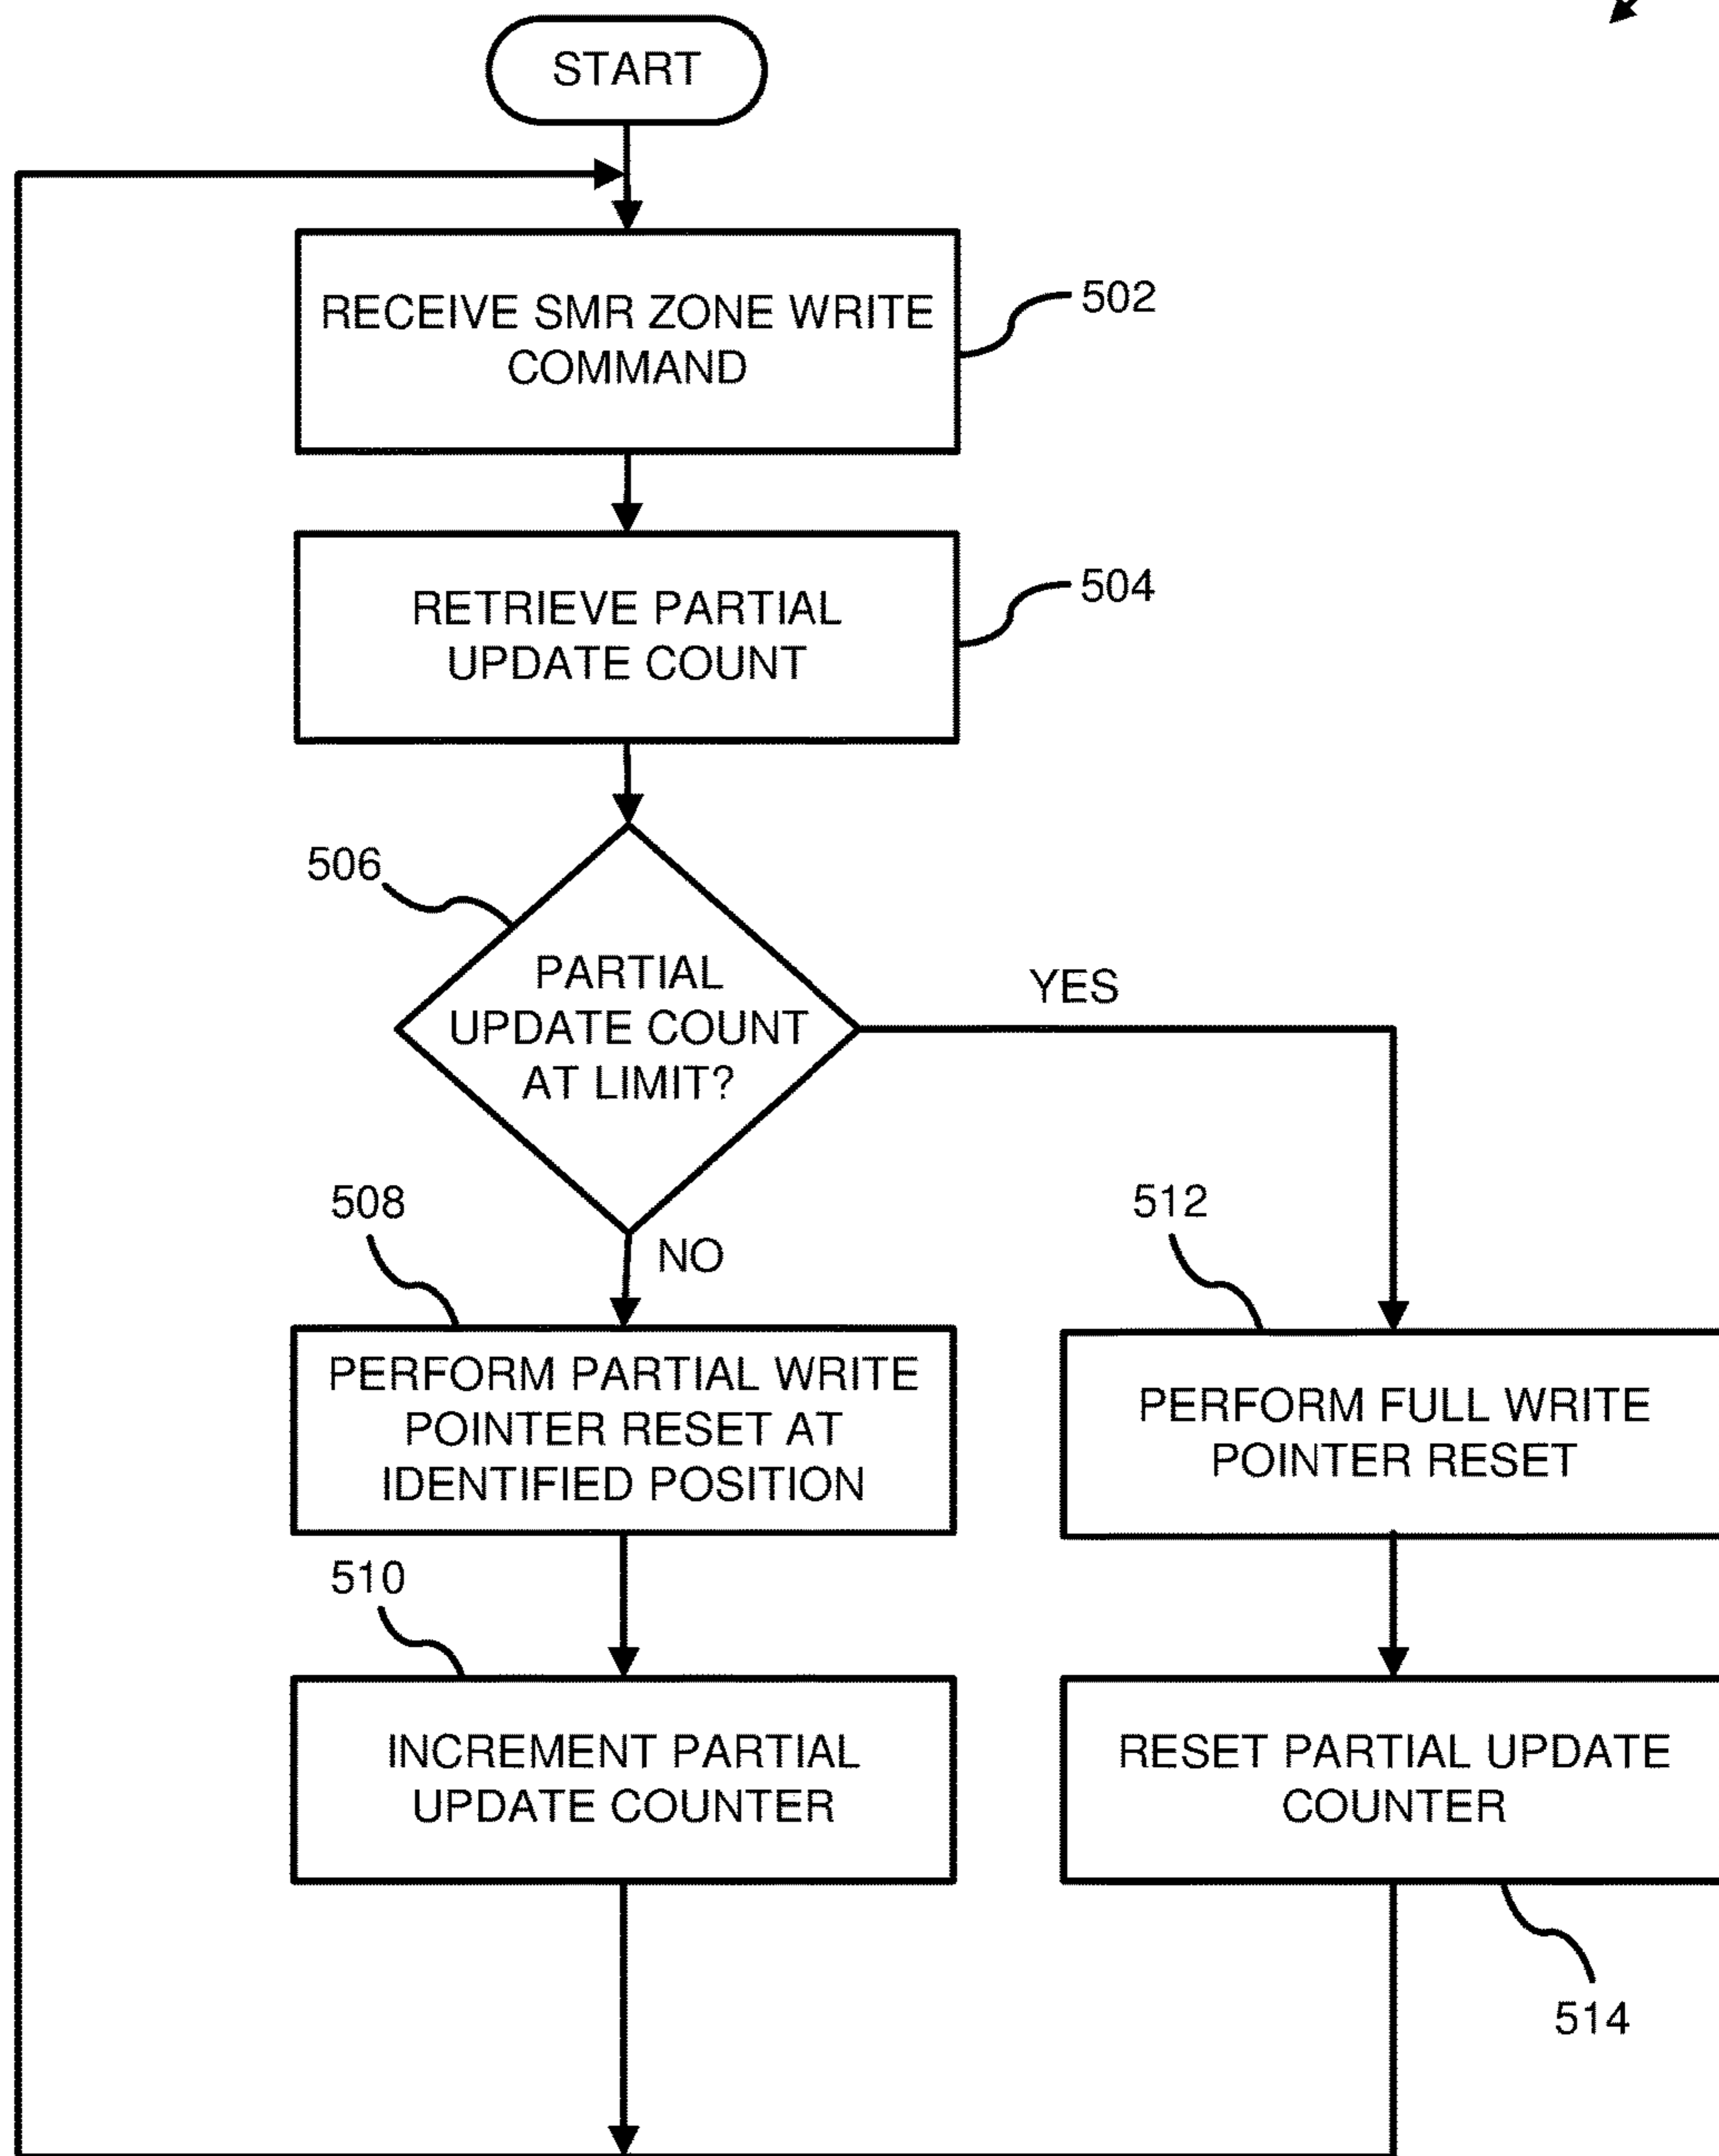 START
RECEIVE SMR ZONE WRITE
COMMAND
502
RETRIEVE PARTIAL
UPDATE COUNT
504
506
PARTIAL
UPDATE COUNT
AT LIMIT?
YES
NO
508
PERFORM PARTIAL WRITE
POINTER RESET AT
IDENTIFIED POSITION
512
PERFORM FULL WRITE
POINTER RESET
510
INCREMENT PARTIAL
UPDATE COUNTER
RESET PARTIAL UPDATE
COUNTER
514